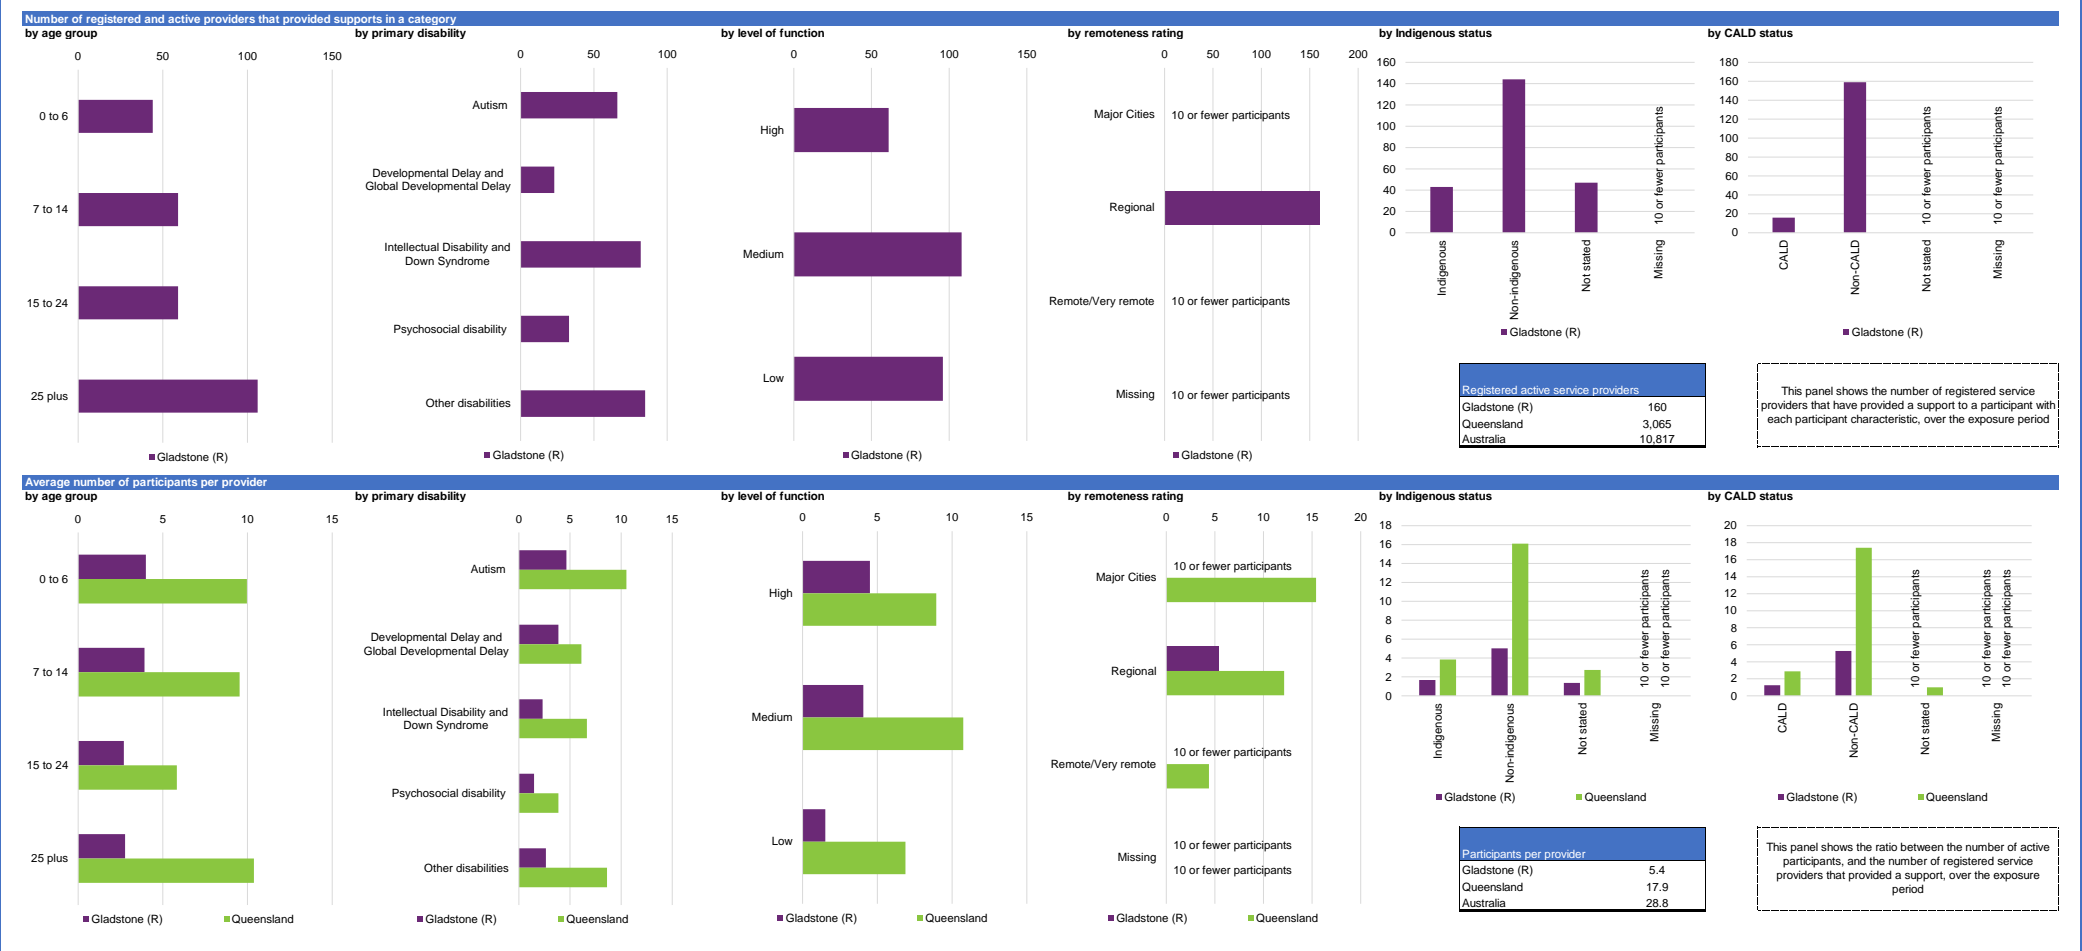 Number of registered and active providers that provided supports in a category
by age group
0 50 100 150
0 to 6
7 to 14
15 to 24
25 plus
Gladstone (R)
by primary disability
0 50 100
Autism
Developmental Delay and
Global Developmental Delay
Intellectual Disability and
Down Syndrome
Psychosocial disability
Other disabilities
Gladstone (R)
by level of function
0 50 100 150
High
Medium
Low
Gladstone (R)
by remoteness rating
0 50 100 150 200
Major Cities 10 or fewer participants
Regional
Remote/Very remote 10 or fewer participants
Missing 10 or fewer participants
Gladstone (R)
by Indigenous status
160
140
120
100
80
60
40
20
0
10 or fewer participants
Indigenous
Non-indigenous
Not stated
Missing
Gladstone (R)
by CALD status
180
160
140
120
100
80
60
40
20
0
10 or fewer participants
10 or fewer participants
CALD
Non-CALD
Not stated
Missing
Gladstone (R)
Registered active service providers
Gladstone (R) 160
Queensland 3,065
Australia 10,817
This panel shows the number of registered service
providers that have provided a support to a participant with
each participant characteristic, over the exposure period
Average number of participants per provider
by age group
0 5 10 15
0 to 6
7 to 14
15 to 24
25 plus
Gladstone (R) Queensland
by primary disability
0 5 10 15
Autism
Developmental Delay and
Global Developmental Delay
Intellectual Disability and
Down Syndrome
Psychosocial disability
Other disabilities
Gladstone (R) Queensland
by level of function
0 5 10 15
High
Medium
Low
Gladstone (R) Queensland
by remoteness rating
0 5 10 15 20
10 or fewer participants
Major Cities
Regional
10 or fewer participants
Remote/Very remote
10 or fewer participants
Missing
10 or fewer participants
Gladstone (R) Queensland
by Indigenous status
18
16
14
12
10
8
6
4
2
0
10 or fewer participants
10 or fewer participants
Indigenous
Non-indigenous
Not stated
Missing
Gladstone (R) Queensland
by CALD status
20
18
16
14
12
10
8
6
4
2
0
10 or fewer participants
10 or fewer participants
10 or fewer participants
CALD
Non-CALD
Not stated
Missing
Gladstone (R) Queensland
Participants per provider
Gladstone (R) 5.4
Queensland 17.9
Australia 28.8
This panel shows the ratio between the number of active
participants, and the number of registered service
providers that provided a support, over the exposure
period